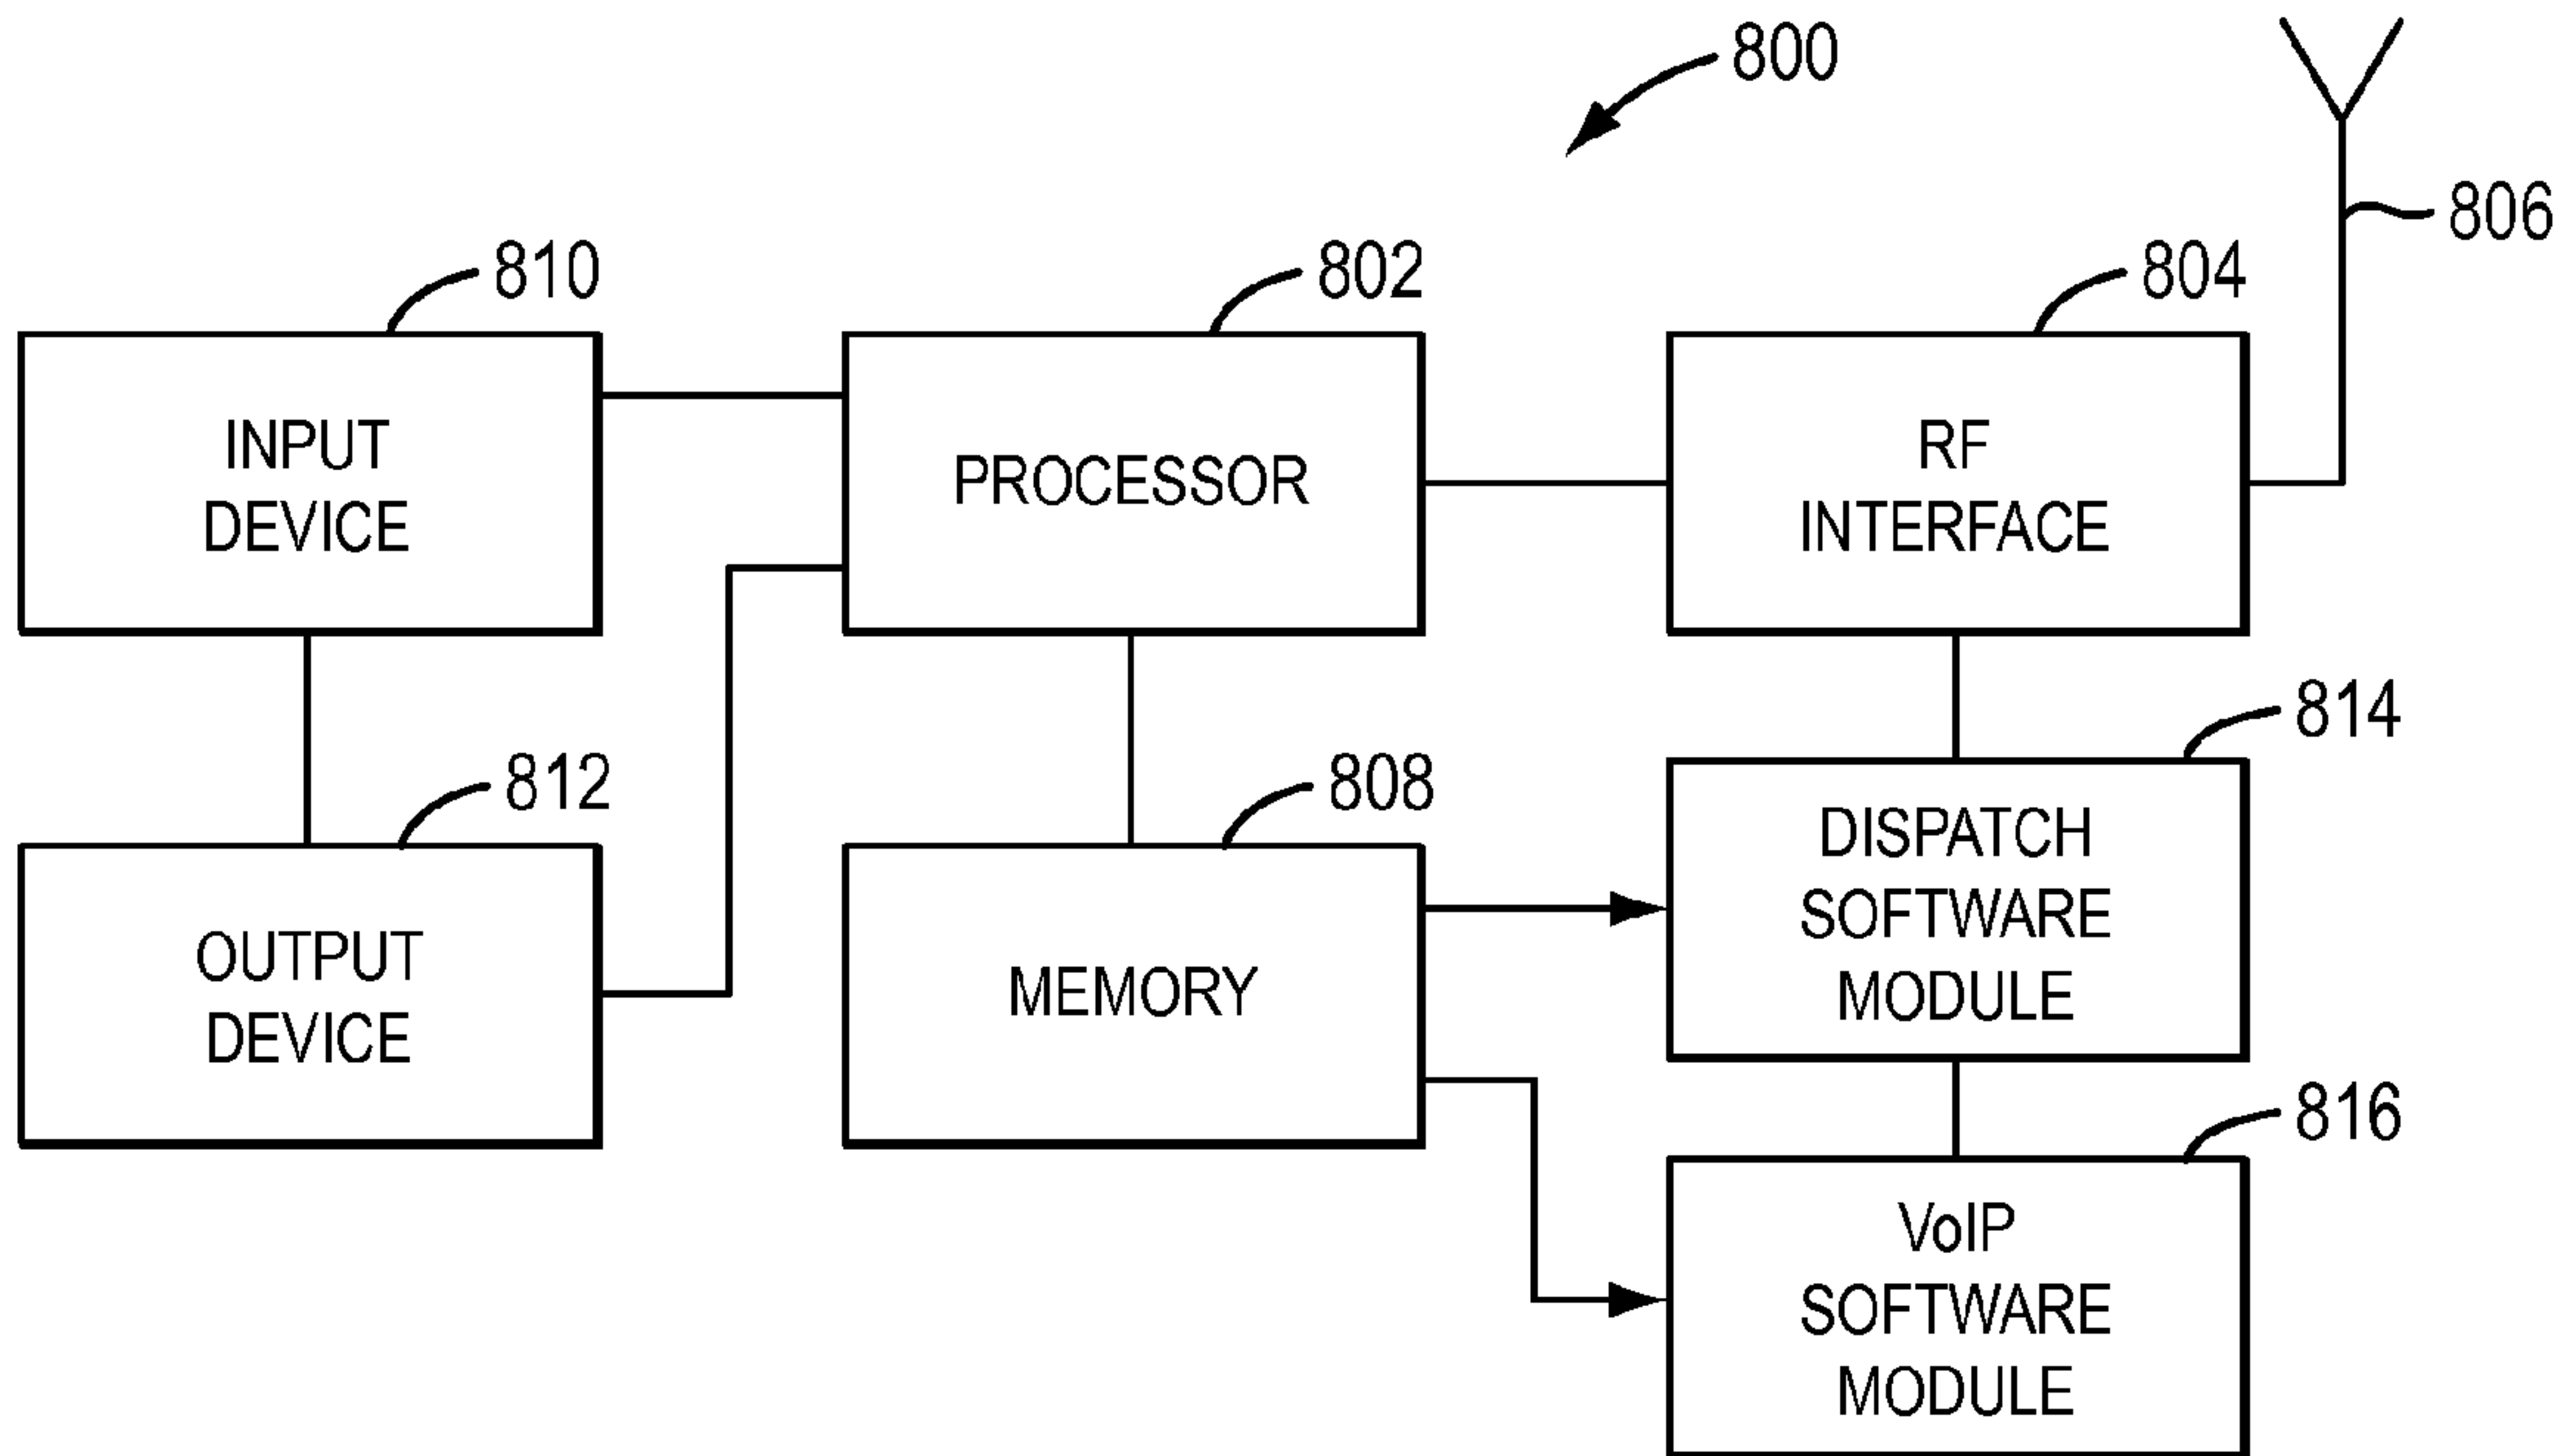 800
806
810
802
804
INPUT
DEVICE
PROCESSOR
RF
INTERFACE
812
808
814
OUTPUT
DEVICE
MEMORY
DISPATCH
SOFTWARE
MODULE
816
VoIP
SOFTWARE
MODULE